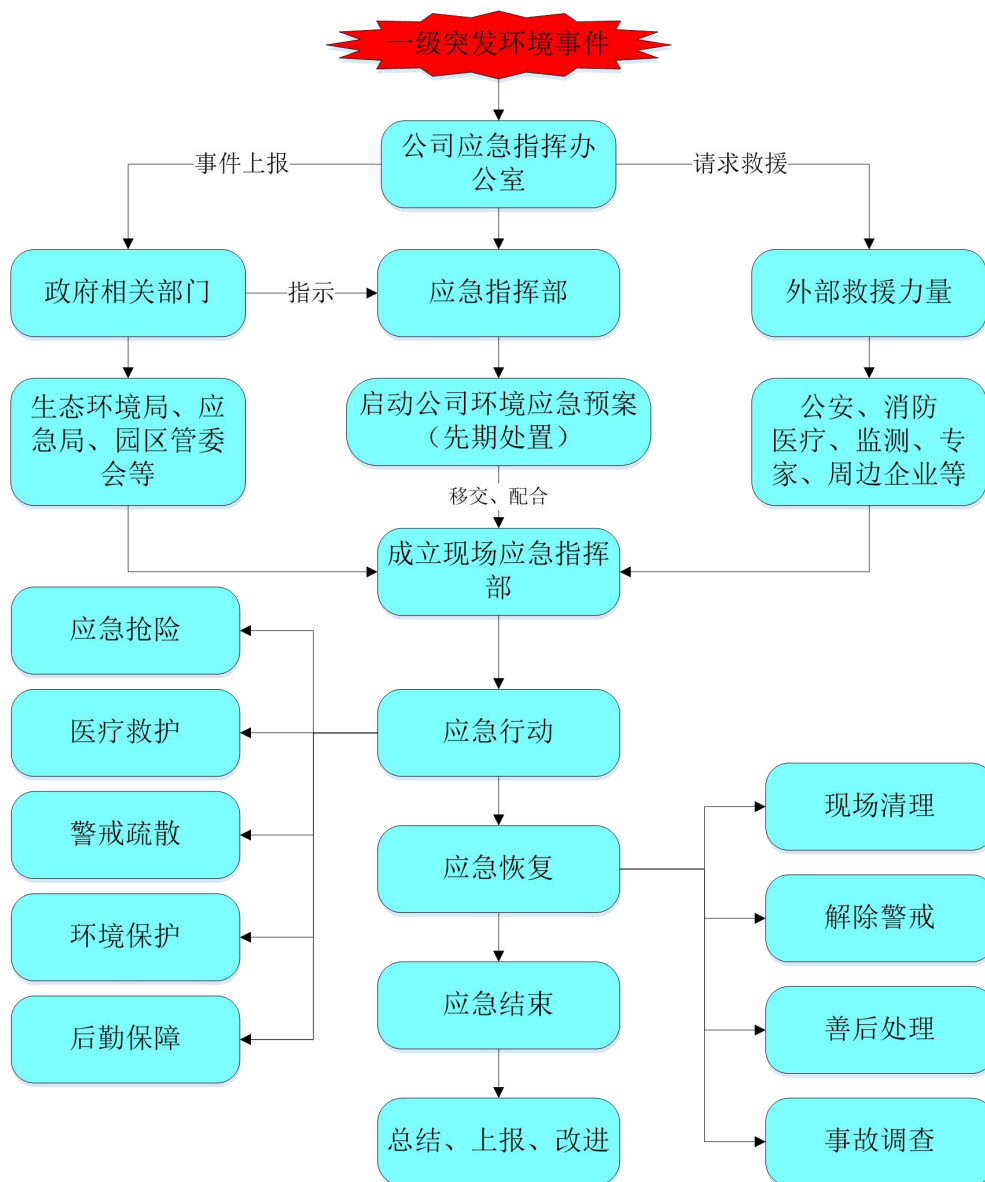 一级突发环境事件
公司应急指挥办
公室
事件上报
请求救援
政府相关部门
指示
应急指挥部
外部救援力量
生态环境局、应
急局、园区管委
会等
启动公司环境应急预案
（先期处置）
公安、消防
医疗、监测、专
家、周边企业等
移交、配合
成立现场应急指挥
部
应急抢险
医疗救护
警戒疏散
环境保护
后勤保障
应急行动
应急恢复
应急结束
总结、上报、改进
现场清理
解除警戒
善后处理
事故调查